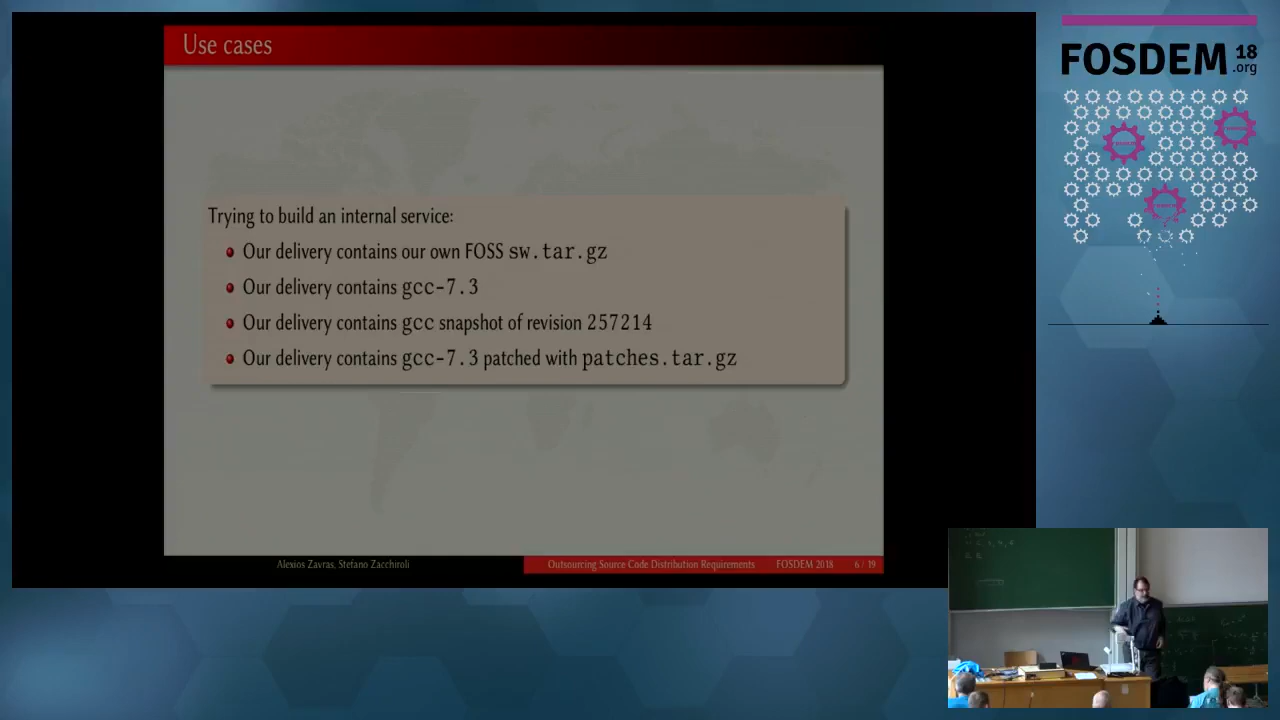 Use cases
Trying to build an internal service:
Our delivery contains our own FOSS sw.tar.gz
Our delivery contains gcc-7.3
Our delivery contains gcc snapshot of revision 257214
Our delivery contains gcc-7.3 patched with patches.tar.gz
Alexios Zavras, Stefano Zacchiroli
Outsourcing Source Code Distribution Requirements FOSDEM 2018 6 / 19
FOSDEM 18
.org